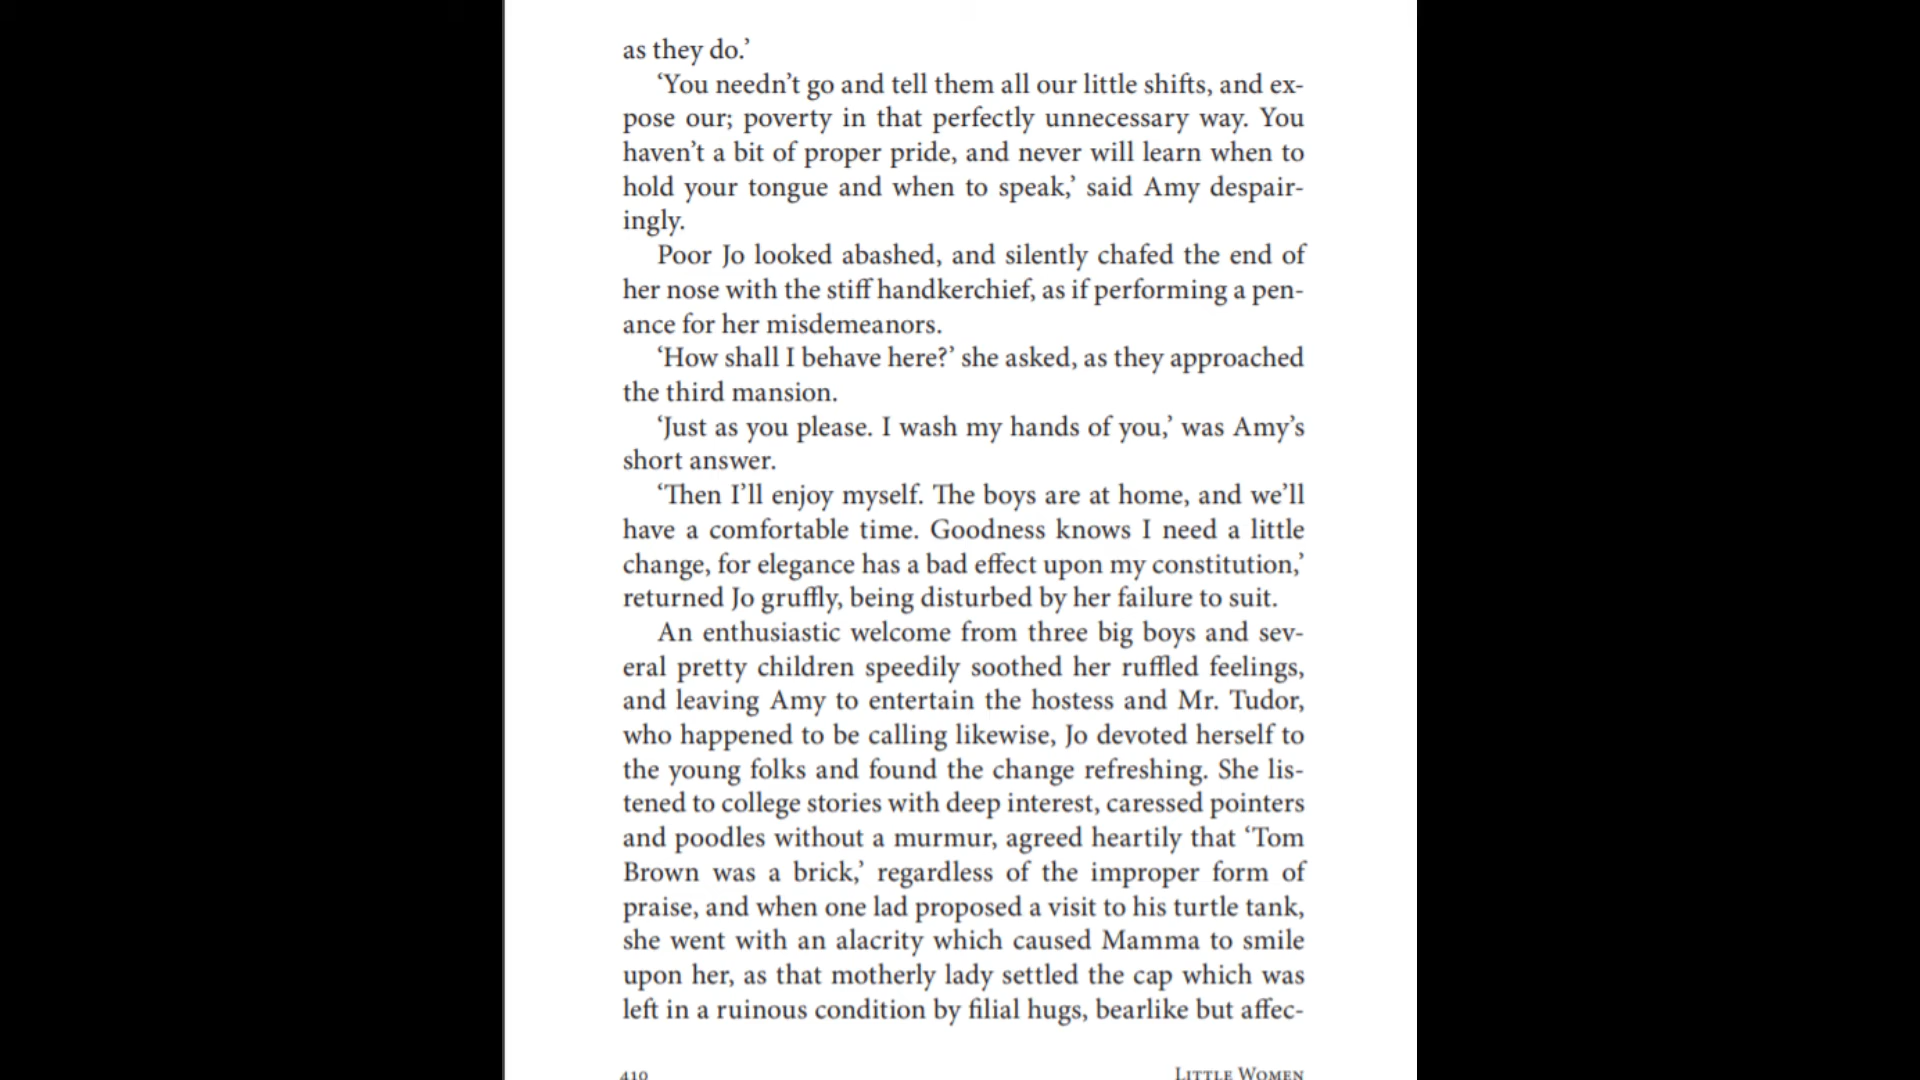 as they do.’
‘You needn’t go and tell them all our little shifts, and ex-
pose our; poverty in that perfectly unnecessary way. You
haven’t a bit of proper pride, and never will learn when to
hold your tongue and when to speak,’ said Amy despair-
ingly.
Poor Jo looked abashed, and silently chafed the end of
her nose with the stiff handkerchief, as if performing a pen-
ance for her misdemeanors.
‘How shall I behave here?’ she asked, as they approached
the third mansion.
‘Just as you please. I wash my hands of you,’ was Amy’s
short answer.
‘Then I’ll enjoy myself. The boys are at home, and we’ll
have a comfortable time. Goodness knows I need a little
change, for elegance has a bad effect upon my constitution,’
returned Jo gruffly, being disturbed by her failure to suit.
An enthusiastic welcome from three big boys and sev-
eral pretty children speedily soothed her ruffled feelings,
and leaving Amy to entertain the hostess and Mr. Tudor,
who happened to be calling likewise, Jo devoted herself to
the young folks and found the change refreshing. She lis-
tened to college stories with deep interest, caressed pointers
and poodles without a murmur, agreed heartily that ‘Tom
Brown was a brick,’ regardless of the improper form of
praise, and when one lad proposed a visit to his turtle tank,
she went with an alacrity which caused Mamma to smile
upon her, as that motherly lady settled the cap which was
left in a ruinous condition by filial hugs, bearlike but affec-
410 Little Women